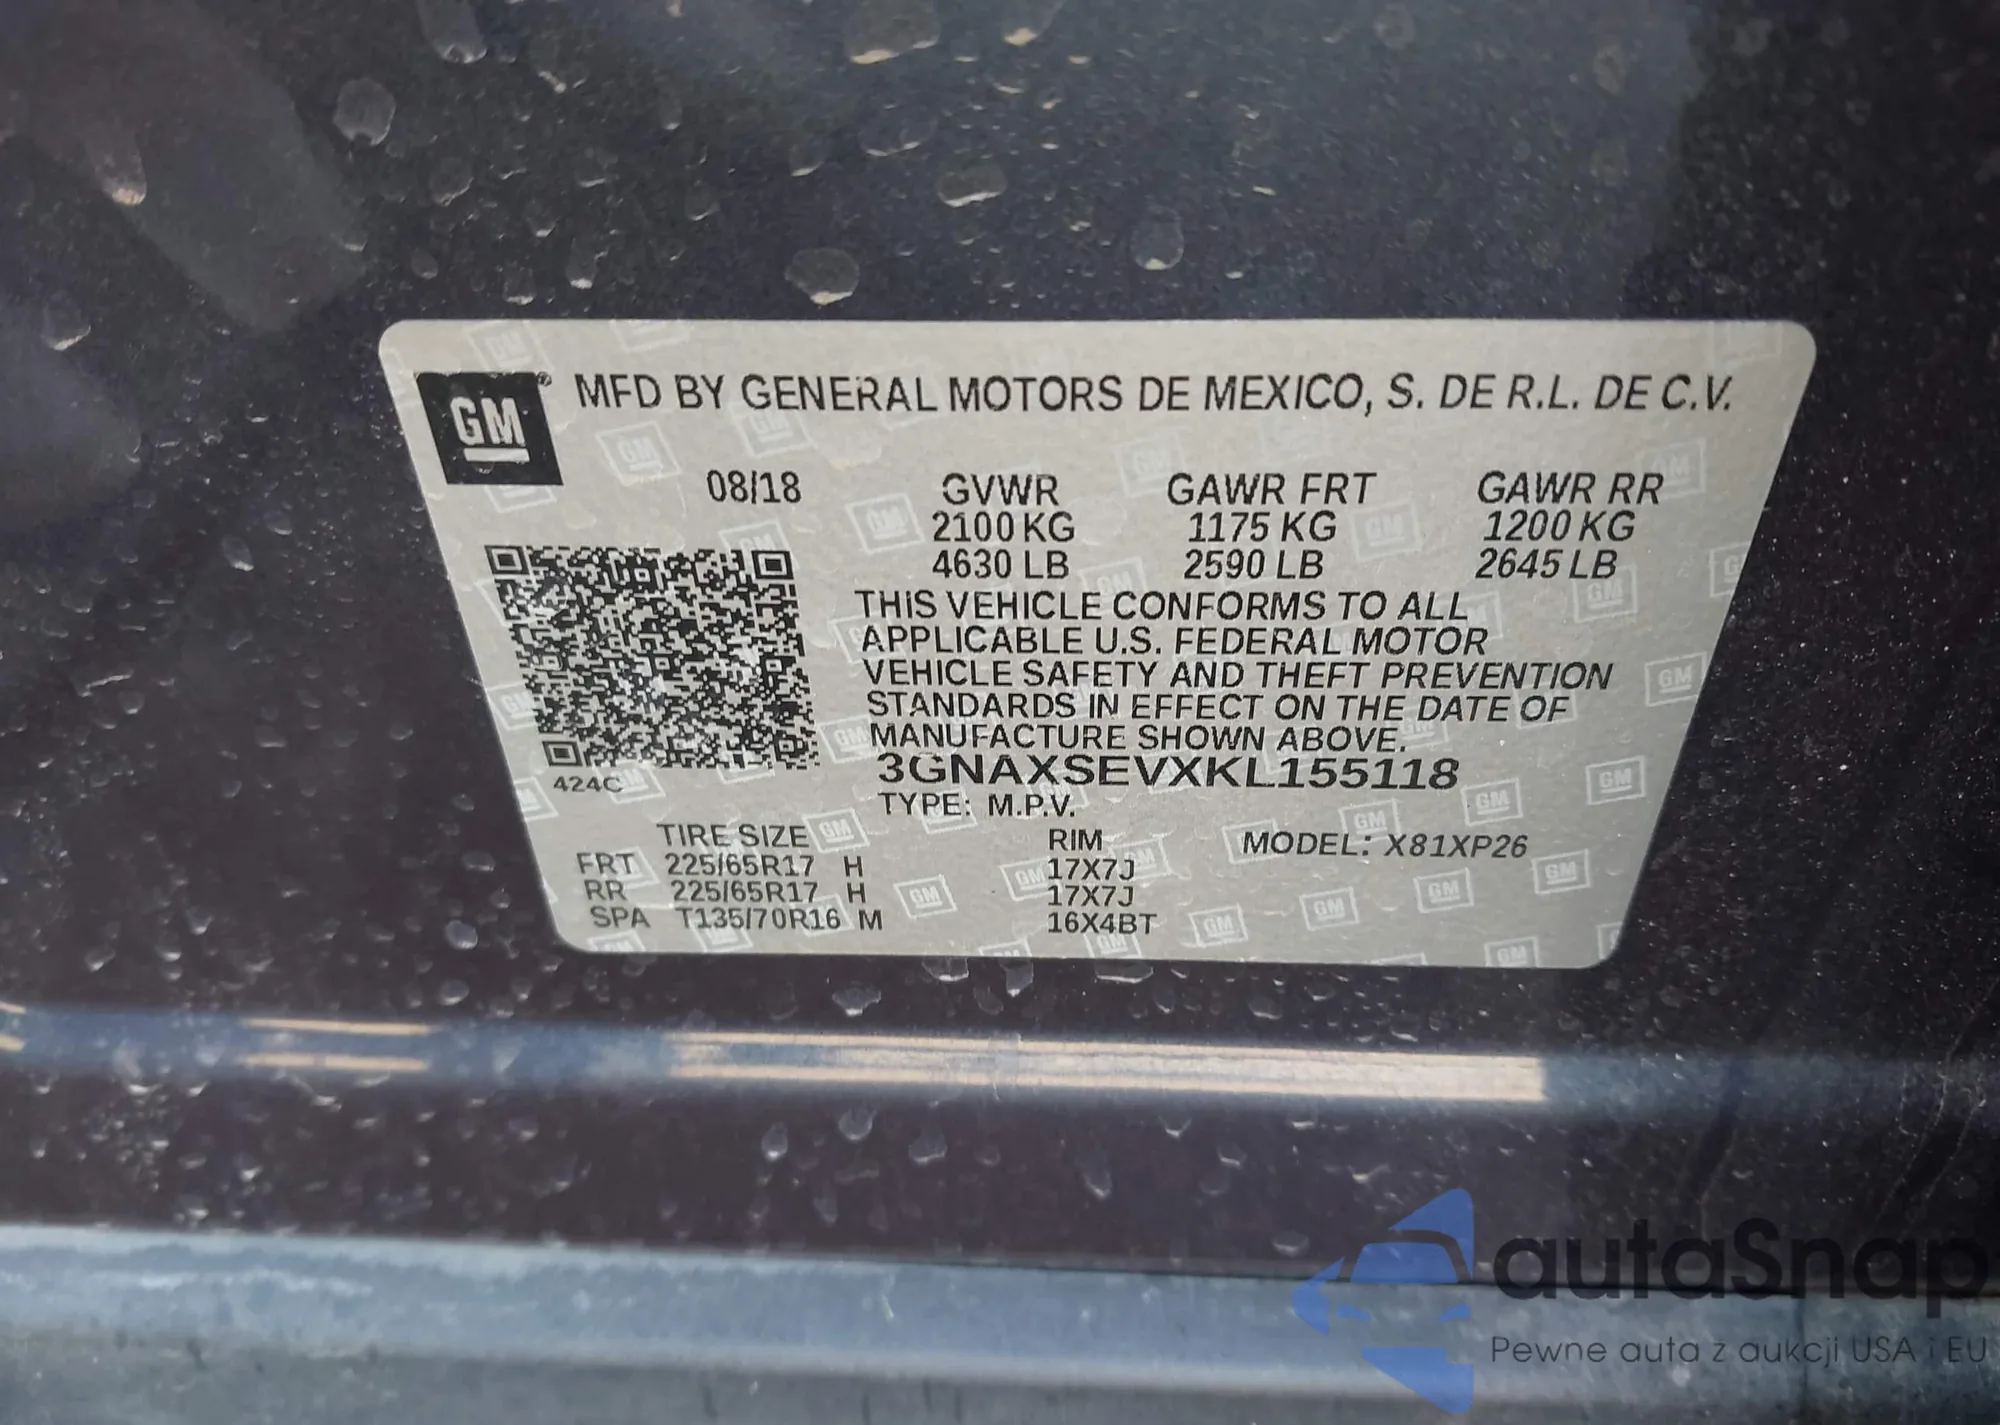 GM MFD BY GENERAL MOTORS DE MEXICO, S. DE R.L. DE C.V.
08/18 GVWR GAWR FRT GAWR RR
2100 KG 1175 KG 1200 KG
4630 LB 2590 LB 2645 LB
THIS VEHICLE CONFORMS TO ALL
APPLICABLE U.S. FEDERAL MOTOR
VEHICLE SAFETY AND THEFT PREVENTION
STANDARDS IN EFFECT ON THE DATE OF
MANUFACTURE SHOWN ABOVE.
3GNAXSEVXKL155118
424C
TYPE: M.P.V.
TIRE SIZE RIM MODEL: X81XP26
FRT 225/65R17 H 17X7J
RR 225/65R17 H 17X7J
SPA T135/70R16 M 16X4BT
autaSnap
Pewne auta z aukcji USA i EU